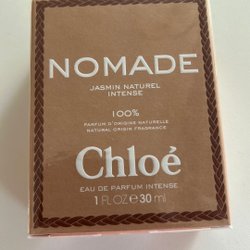 NOMADE
JASMIN NATUREL
INTENSE
100%
PARFUM D'ORIGINE NATURELLE
NATURAL ORIGIN FRAGRANCE
Chloé
EAU DE PARFUM INTENSE
1 FL OZ e 30 ml